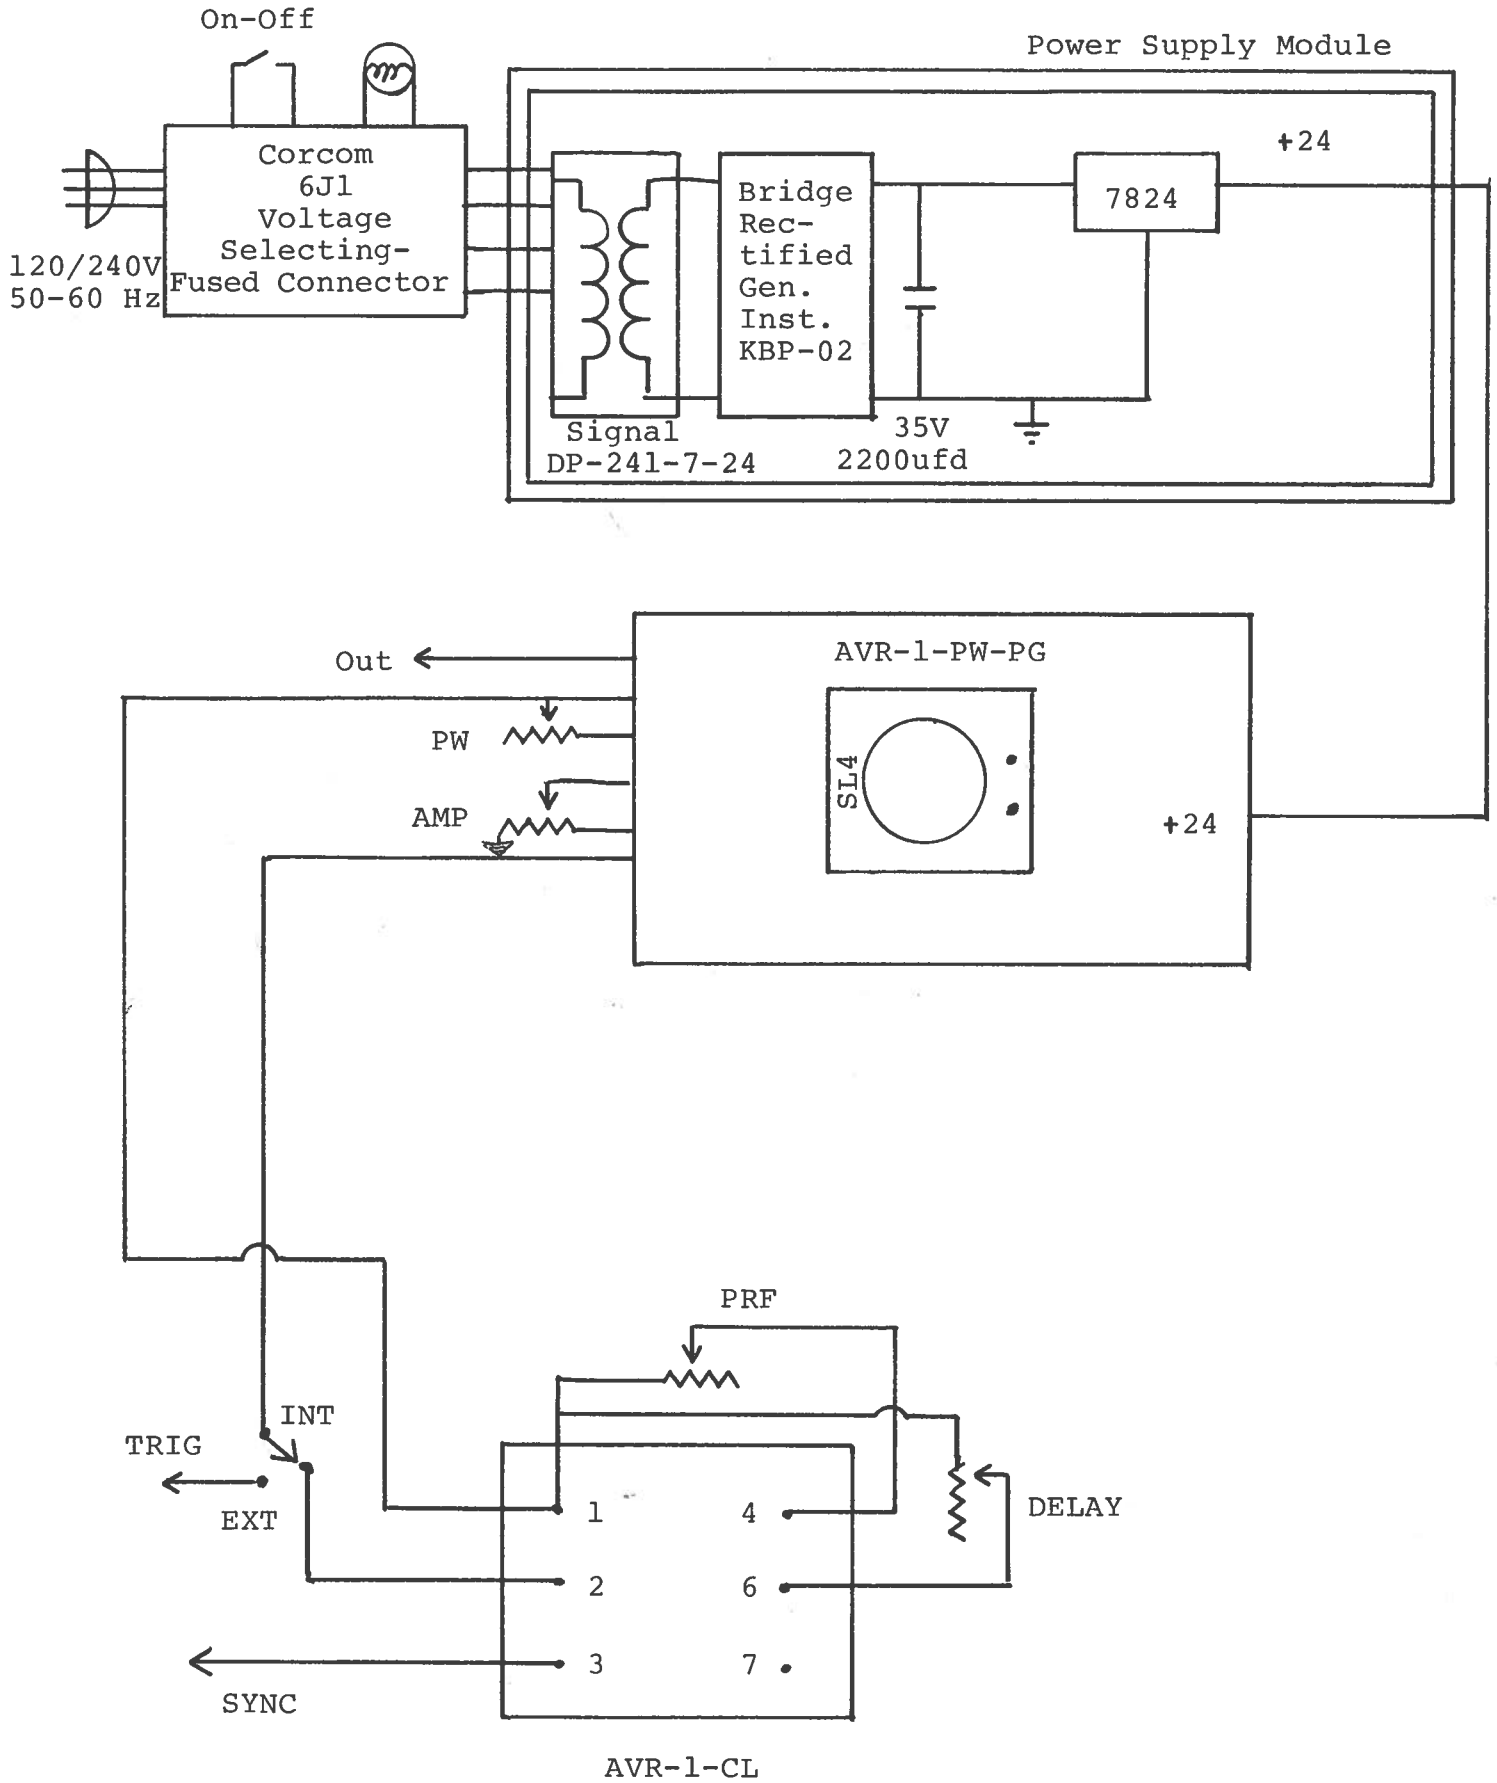 On-Off
Power Supply Module
+24
Corcom
6J1
Voltage
Selecting-
Fused Connector
120/240V
50-60 Hz
Bridge
Rec-
tified
Gen.
Inst.
KBP-02
7824
Signal
DP-241-7-24
35V
2200ufd
Out
AVR-1-PW-PG
PW
SL4
AMP
+24
PRF
INT
TRIG
EXT
DELAY
1
4
2
6
3
7
SYNC
AVR-1-CL